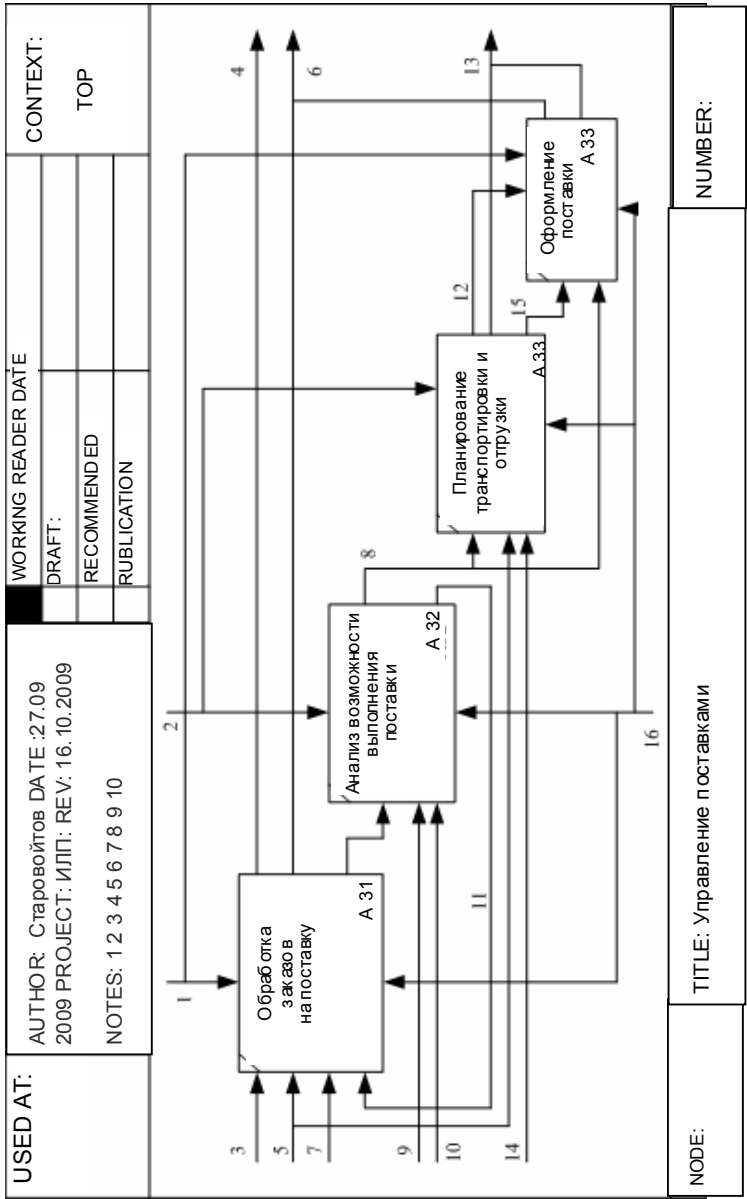 USED AT:
AUTHOR: Старовойтов DATE :27.09
2009 PROJECT: ИЛП: REV: 16.10.2009
NOTES: 1 2 3 4 5 6 7 8 9 10
WORKING READER DATE
DRAFT:
RECOMMENDED
RUBLICATION
CONTEXT:
TOP
1
2
3
5
7
9
10
14
Обработка
заказов
на поставку
А 31
11
Анализ возможности
выполнения
поставки
А 32
8
16
Планирование
транспортировки и
отгрузки
А 33
12
15
Оформление
поставки
А 33
4
6
13
NODE:
TITLE: Управление поставками
NUMBER: